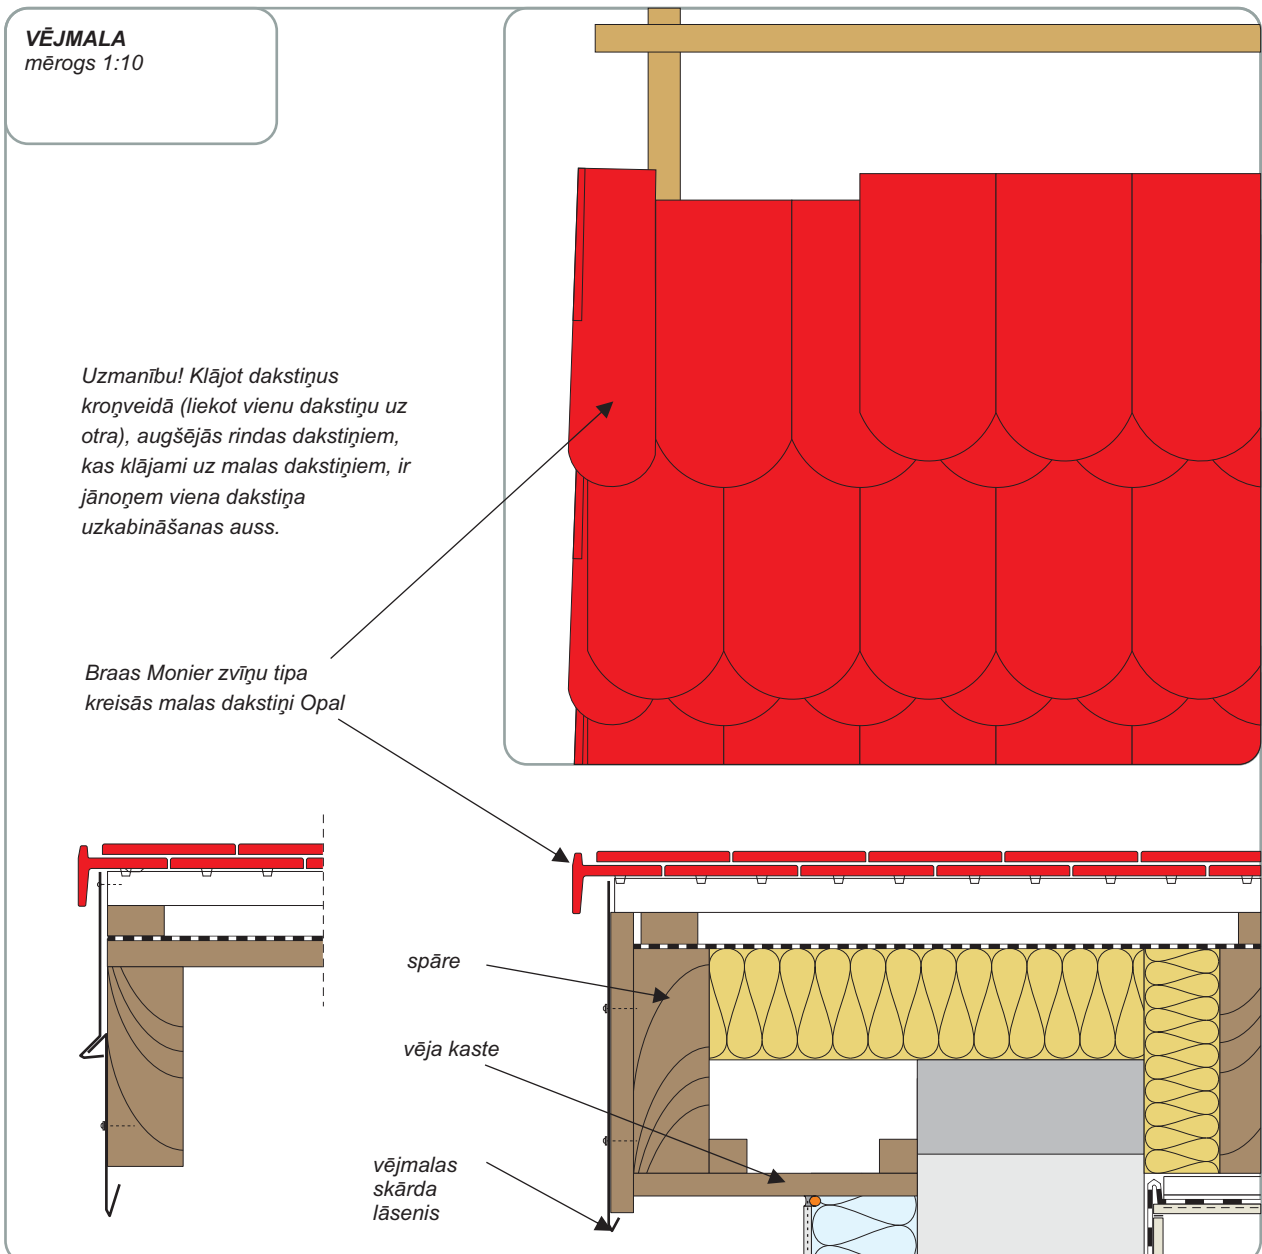 VĒJMALA
mērogs 1:10
Uzmanību! Klājot dakstiņus
kroņveidā (liekot vienu dakstiņu uz
otra), augšējās rindas dakstiņiem,
kas klājami uz malas dakstiņiem, ir
jānoņem viena dakstiņa
uzkabināšanas auss.
Braas Monier zvīņu tipa
kreisās malas dakstiņi Opal
spāre
vēja kaste
vējmalas
skārda
lāsenis